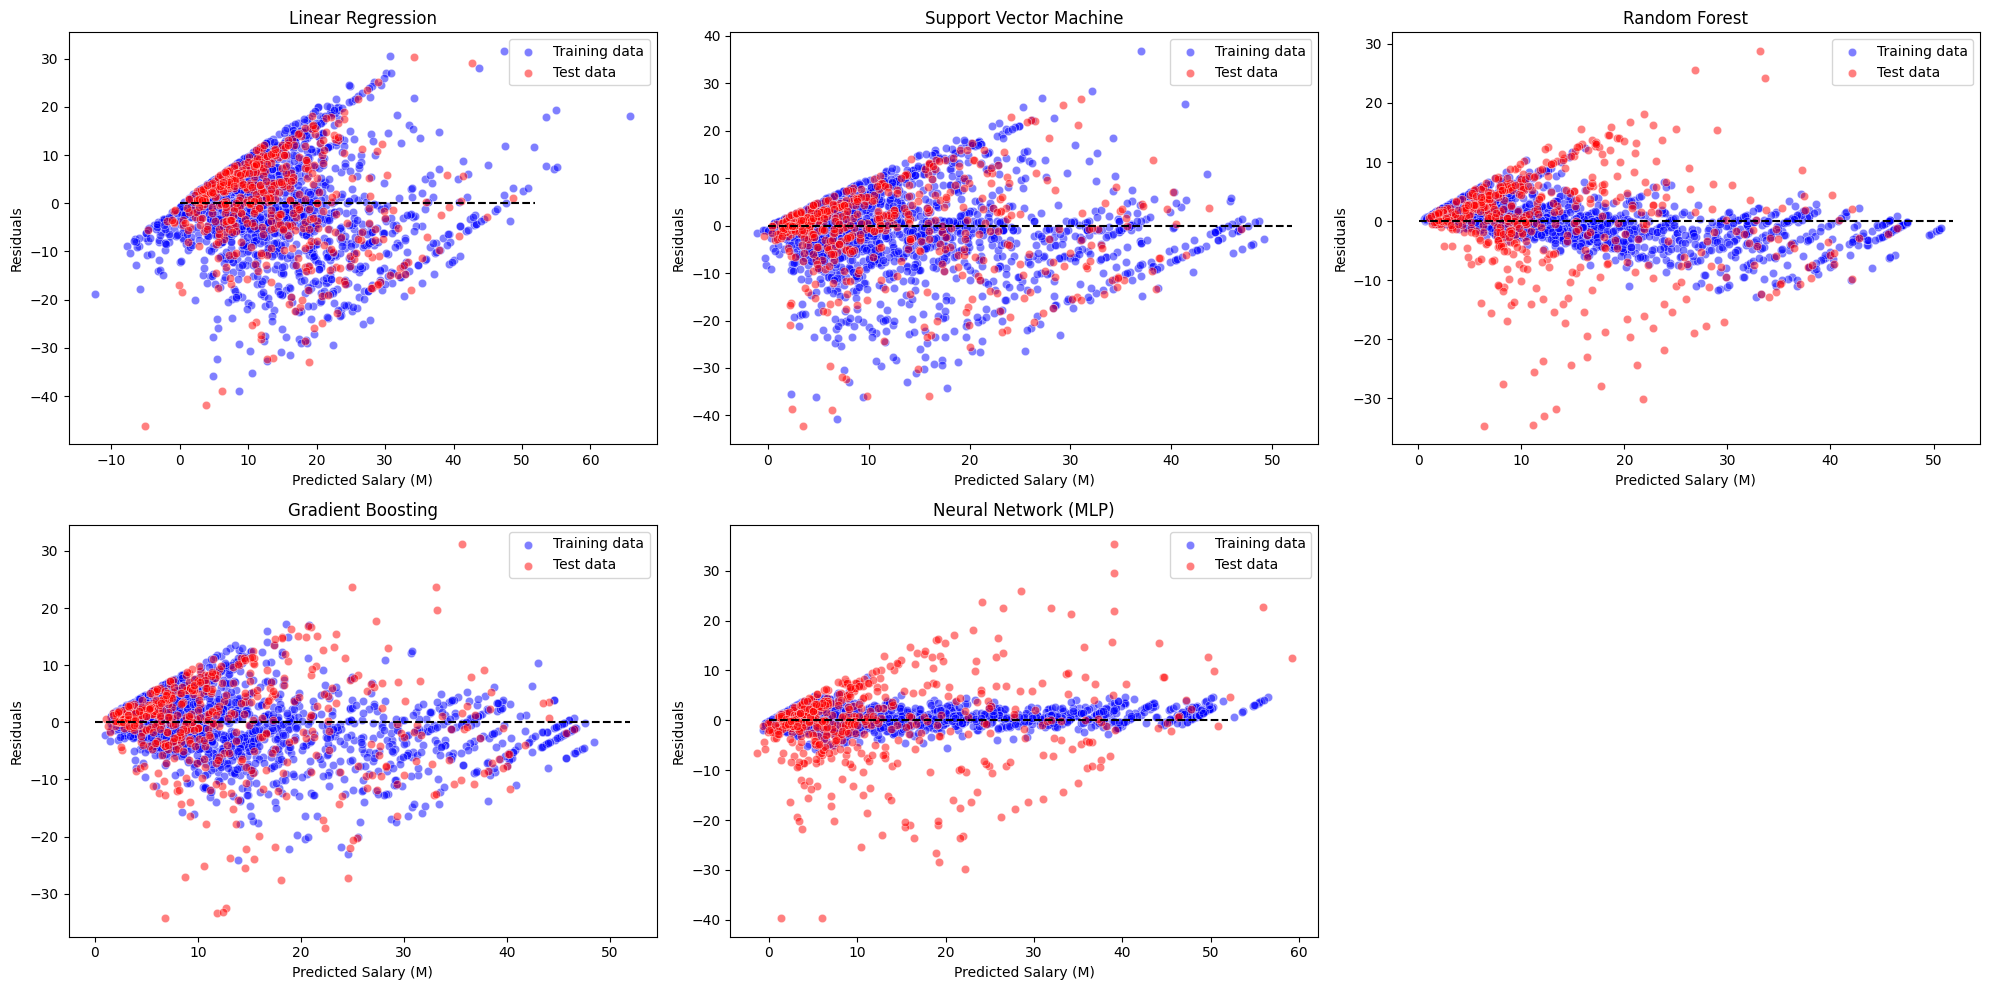 Linear Regression
Training data
Test data
30
20
10
0
−10
−20
−30
−40
Residuals
−10 0 10 20 30 40 50 60
Predicted Salary (M)
Support Vector Machine
Training data
Test data
40
30
20
10
0
−10
−20
−30
−40
Residuals
0 10 20 30 40 50
Predicted Salary (M)
Random Forest
Training data
Test data
30
20
10
0
−10
−20
−30
Residuals
0 10 20 30 40 50
Predicted Salary (M)
Gradient Boosting
Training data
Test data
30
20
10
0
−10
−20
−30
Residuals
0 10 20 30 40 50
Predicted Salary (M)
Neural Network (MLP)
Training data
Test data
30
20
10
0
−10
−20
−30
−40
Residuals
0 10 20 30 40 50 60
Predicted Salary (M)